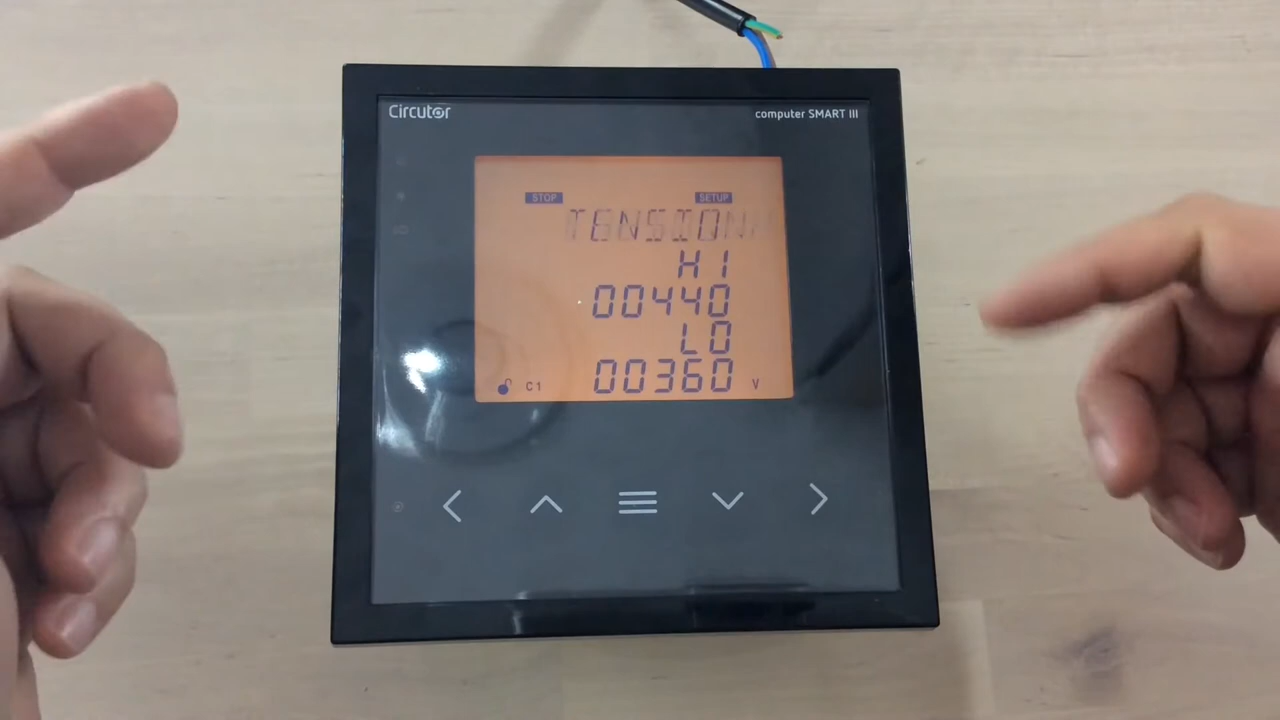 Circutor computer SMART III
STOP SETUP
TENSION
HI
00440
LO
00360 V
C1